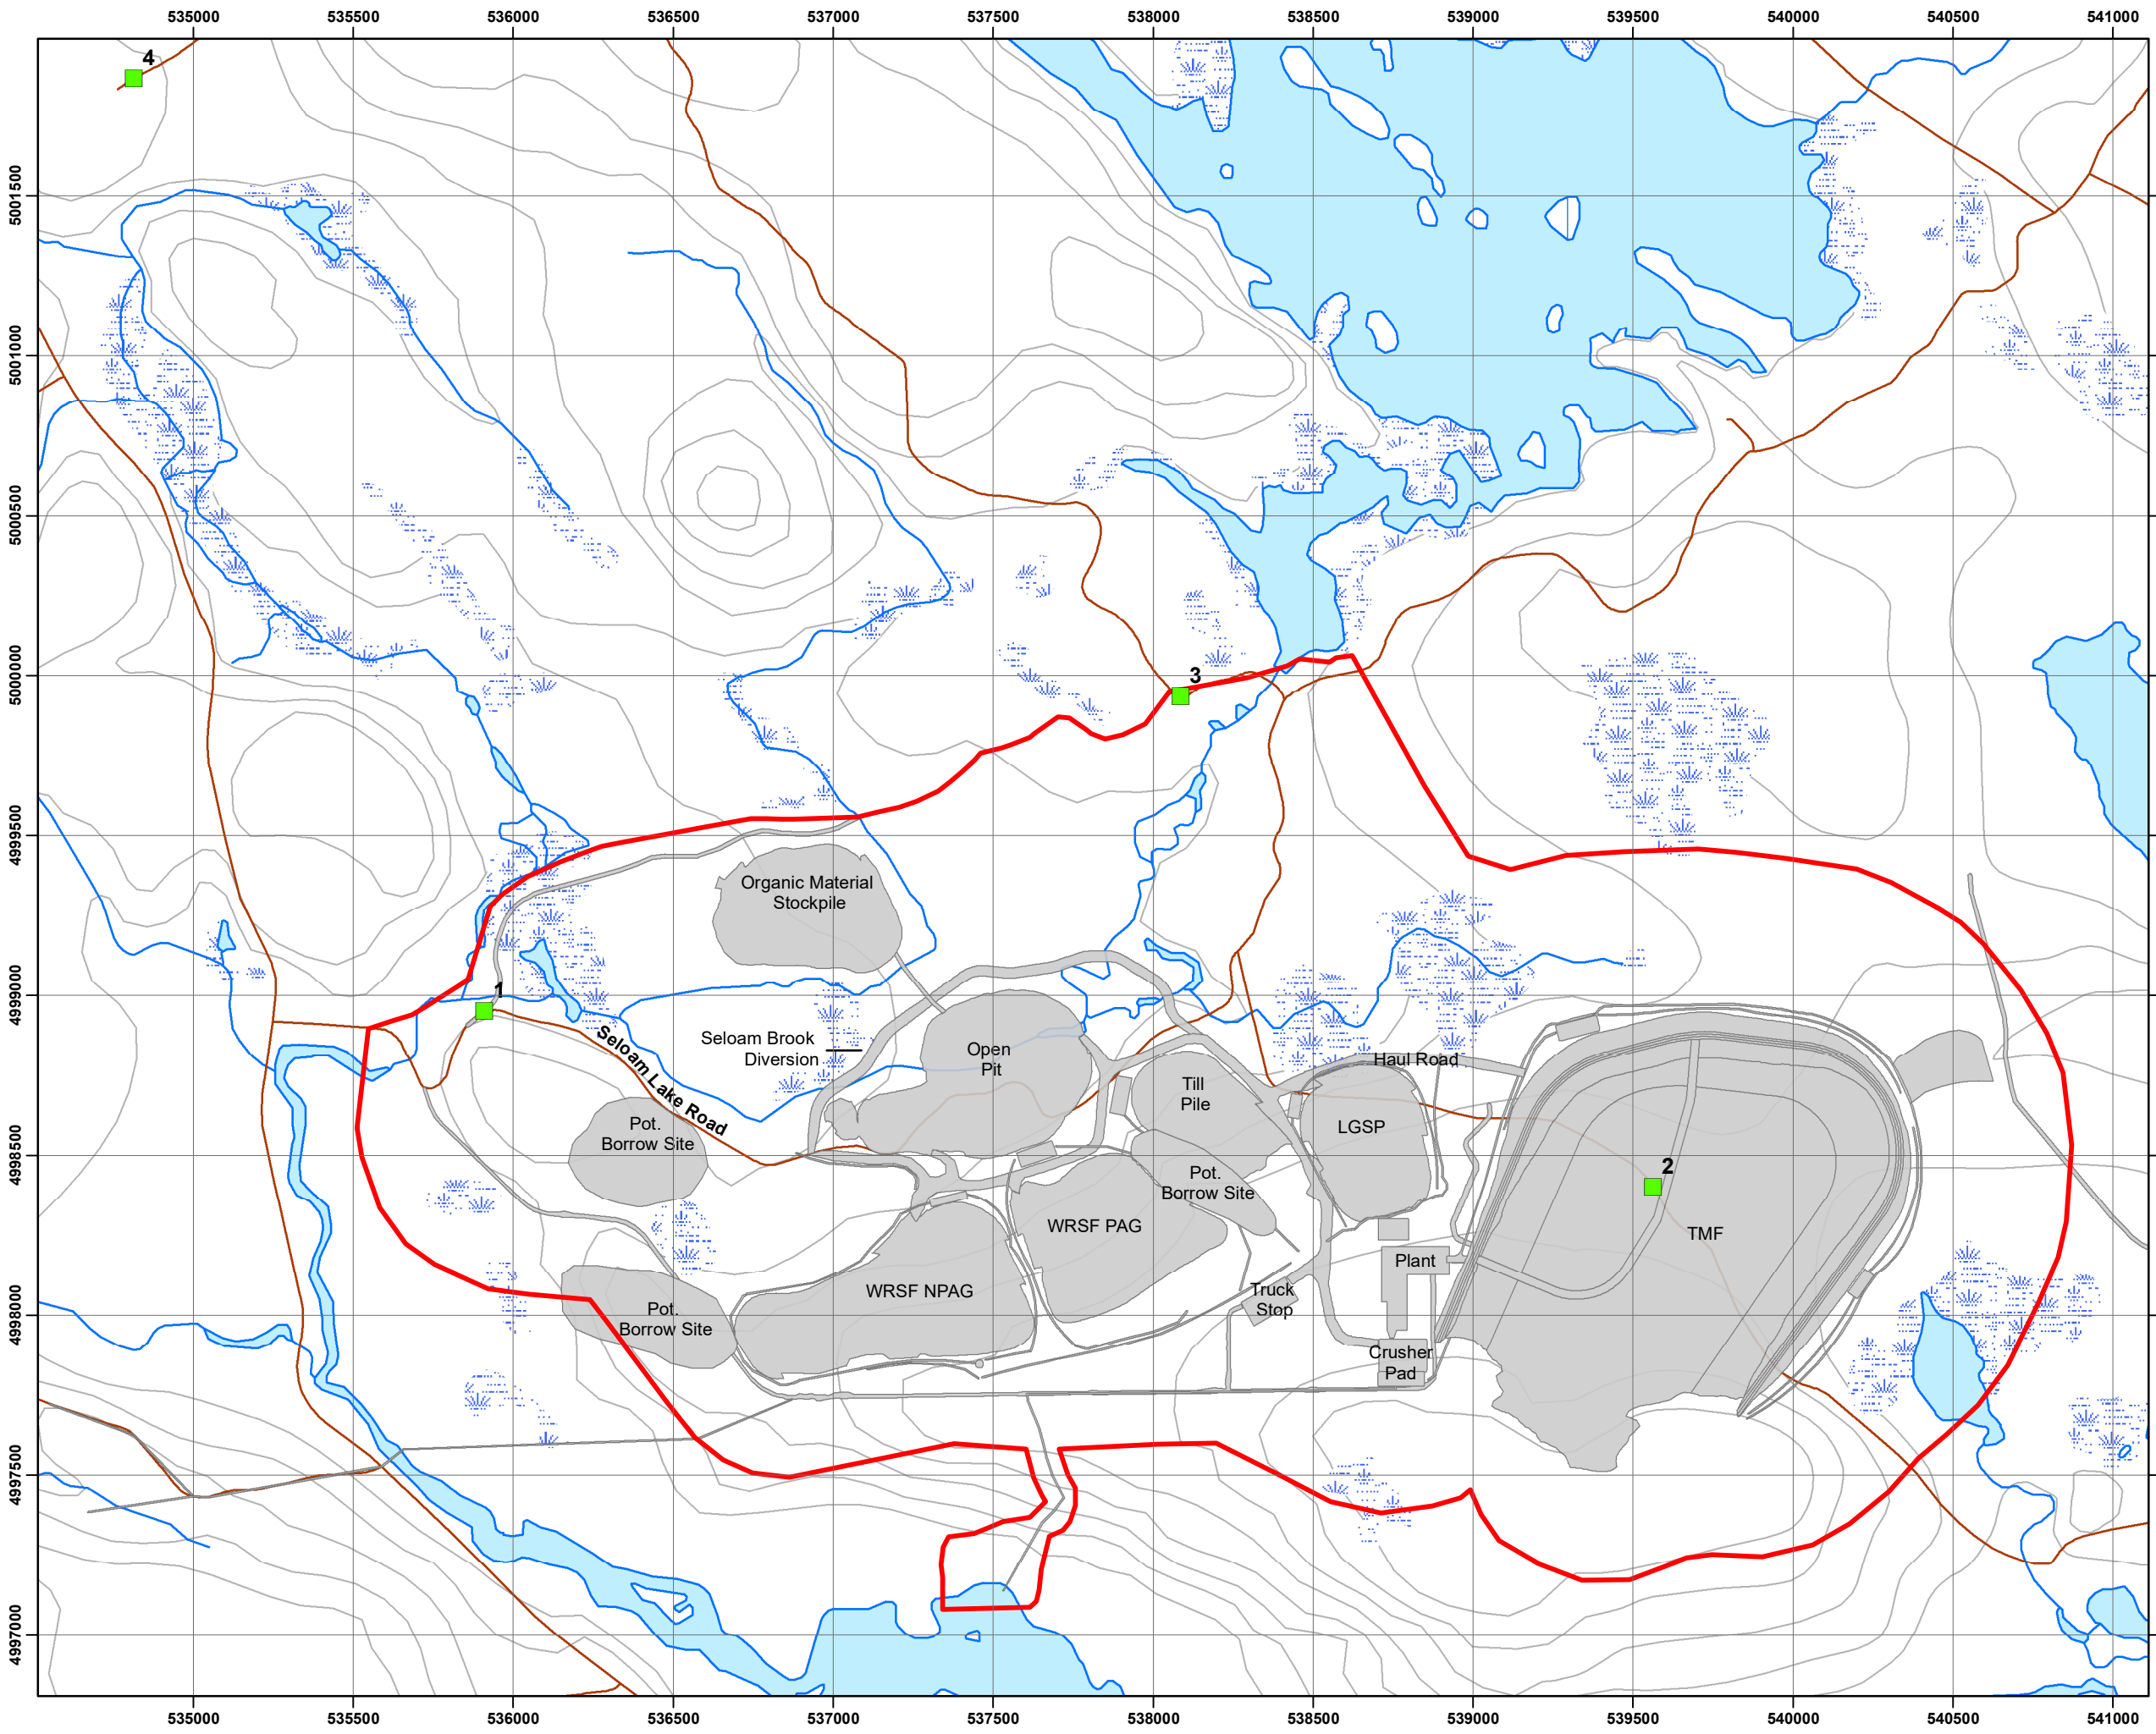 535000 535500 536000 536500 537000 537500 538000 538500 539000 539500 540000 540500 541000
4
5001500
5001000
5000500
3
5000000
4999500
Organic Material
Stockpile
4999000
1
Seloam Lake Road
Seloam Brook
Diversion
Open
Pit
Haul Road
Till
Pile
LGSP
Pot.
Borrow Site
4998500
2
Pot.
Borrow Site
WRSF PAG
TMF
Plant
WRSF NPAG
Truck
Stop
4998000
Pot.
Borrow Site
Crusher
Pad
4997500
4997000
535000 535500 536000 536500 537000 537500 538000 538500 539000 539500 540000 540500 541000